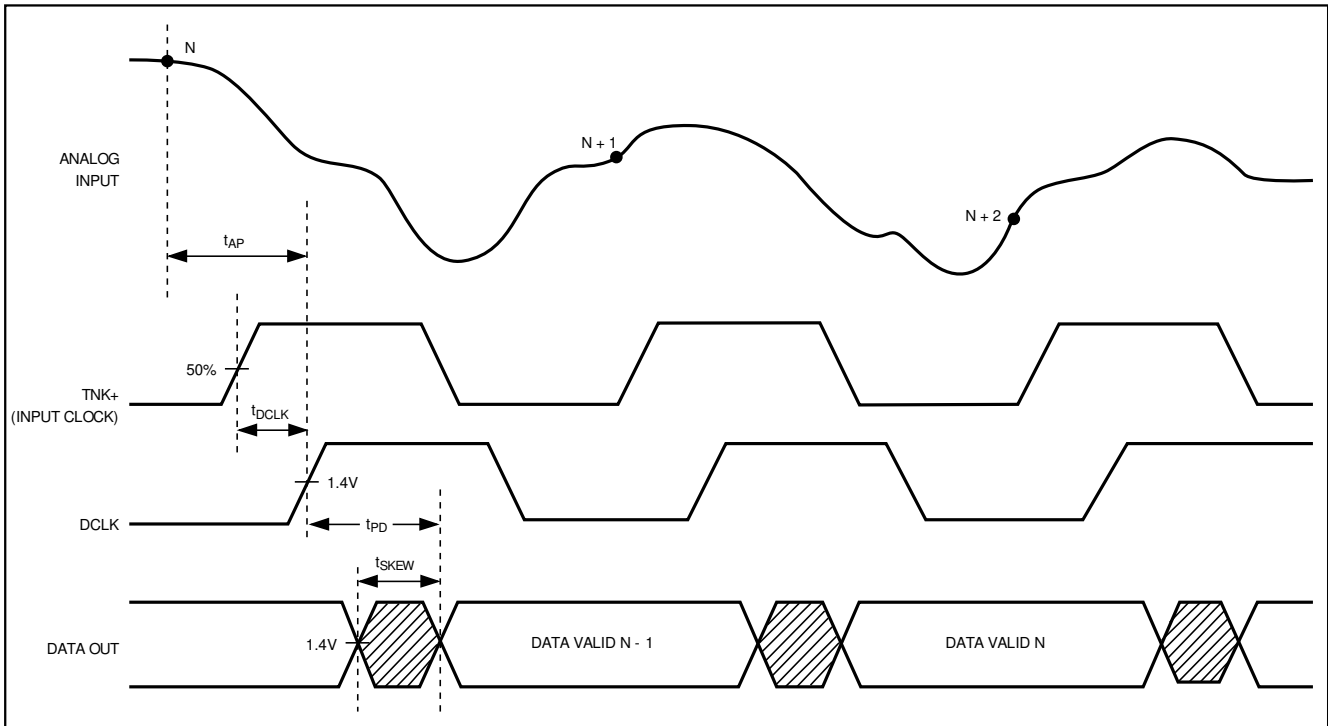 N
N + 1
ANALOG
INPUT
N + 2
tAP
50%
TNK+
(INPUT CLOCK)
tDCLK
1.4V
DCLK
tPD
tSKEW
1.4V
DATA OUT
DATA VALID N - 1
DATA VALID N